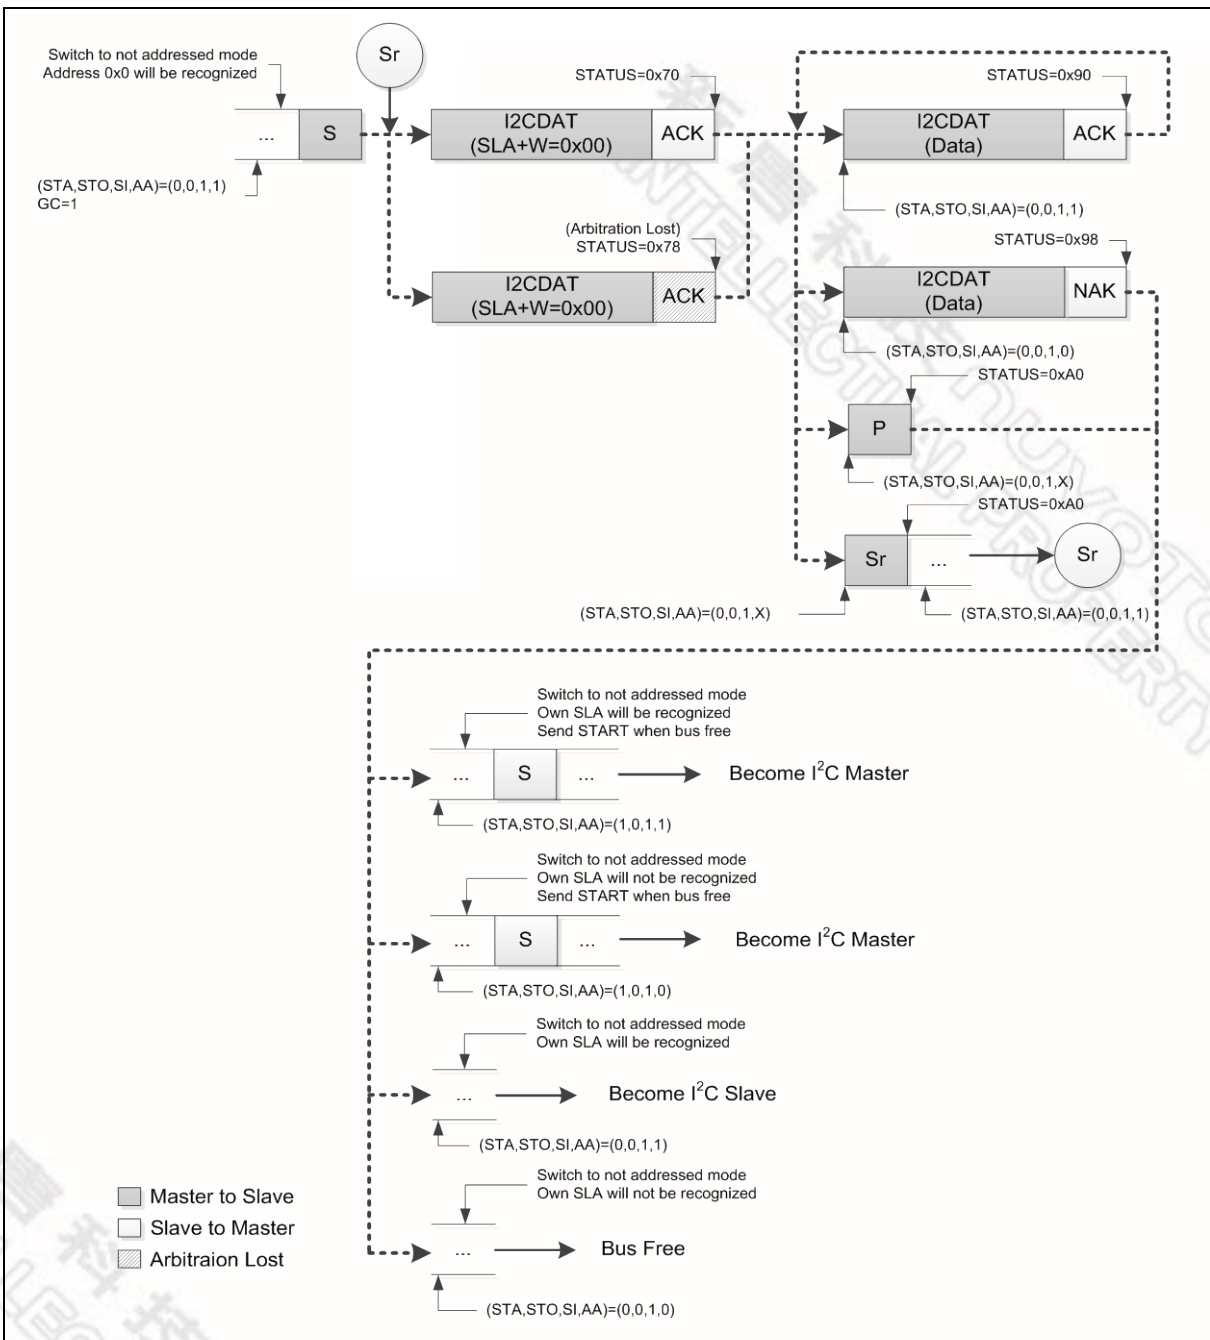 Switch to not addressed mode
Address 0x0 will be recognized
Sr
STATUS=0x70
STATUS=0x90
...
S
I2CDAT
(SLA+W=0x00)
ACK
I2CDAT
(Data)
ACK
(STA,STO,SI,AA)=(0,0,1,1)
GC=1
(STA,STO,SI,AA)=(0,0,1,1)
(Arbitration Lost)
STATUS=0x78
STATUS=0x98
I2CDAT
(SLA+W=0x00)
ACK
I2CDAT
(Data)
NAK
(STA,STO,SI,AA)=(0,0,1,0)
STATUS=0xA0
P
(STA,STO,SI,AA)=(0,0,1,X)
STATUS=0xA0
Sr
...
Sr
(STA,STO,SI,AA)=(0,0,1,X)
(STA,STO,SI,AA)=(0,0,1,1)
Switch to not addressed mode
Own SLA will be recognized
Send START when bus free
...
S
...
Become I²C Master
(STA,STO,SI,AA)=(1,0,1,1)
Switch to not addressed mode
Own SLA will not be recognized
Send START when bus free
...
S
...
Become I²C Master
(STA,STO,SI,AA)=(1,0,1,0)
Switch to not addressed mode
Own SLA will be recognized
...
Become I²C Slave
(STA,STO,SI,AA)=(0,0,1,1)
Switch to not addressed mode
Own SLA will not be recognized
...
Bus Free
(STA,STO,SI,AA)=(0,0,1,0)
Master to Slave
Slave to Master
Arbitraion Lost